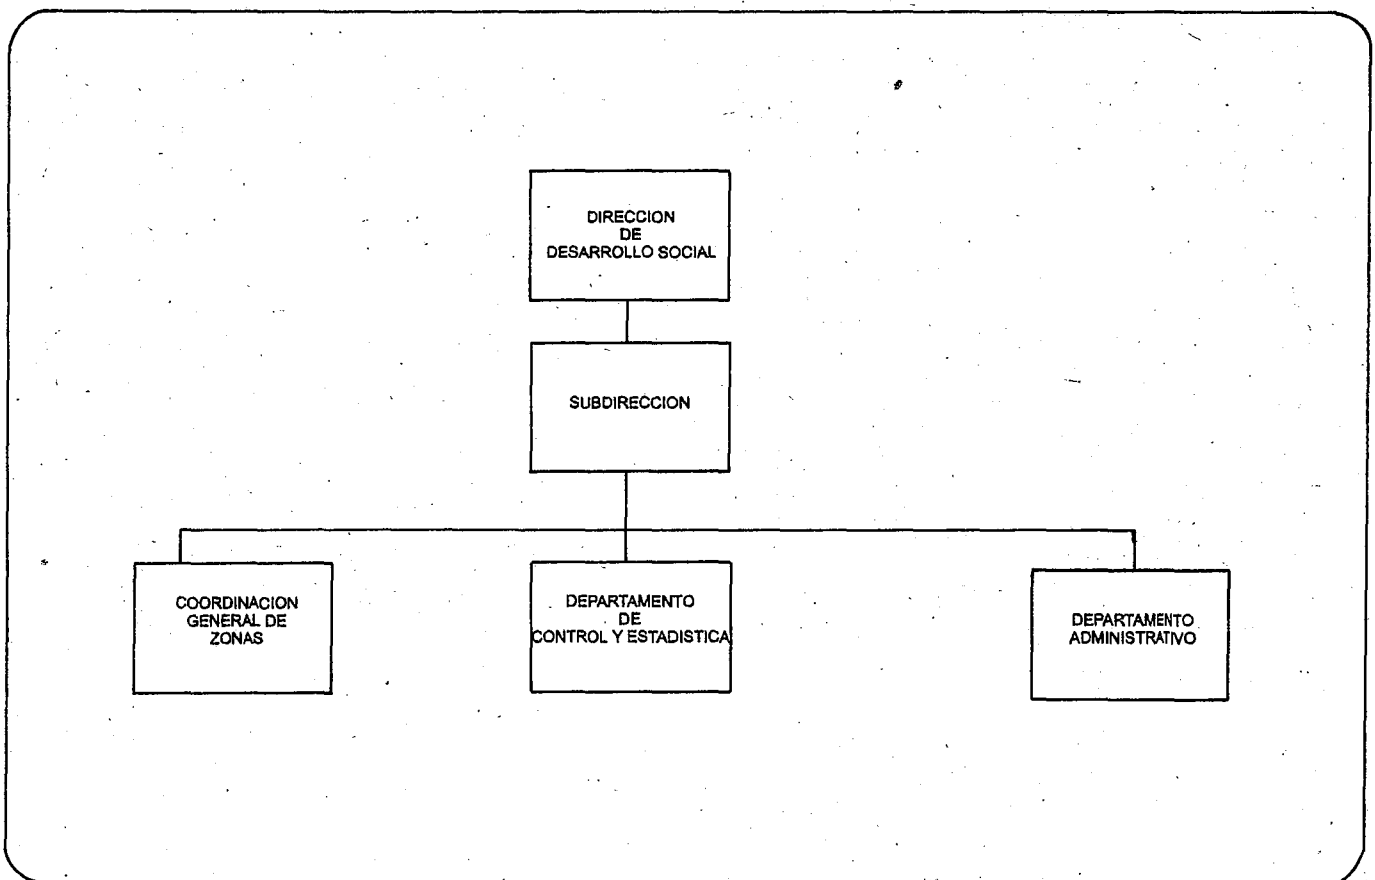 DIRECCION
DE
DESARROLLO SOCIAL
SUBDIRECCION
COORDINACION
GENERAL DE
ZONAS
DEPARTAMENTO
DE
CONTROL Y ESTADISTICA
DEPARTAMENTO
ADMINISTRATIVO